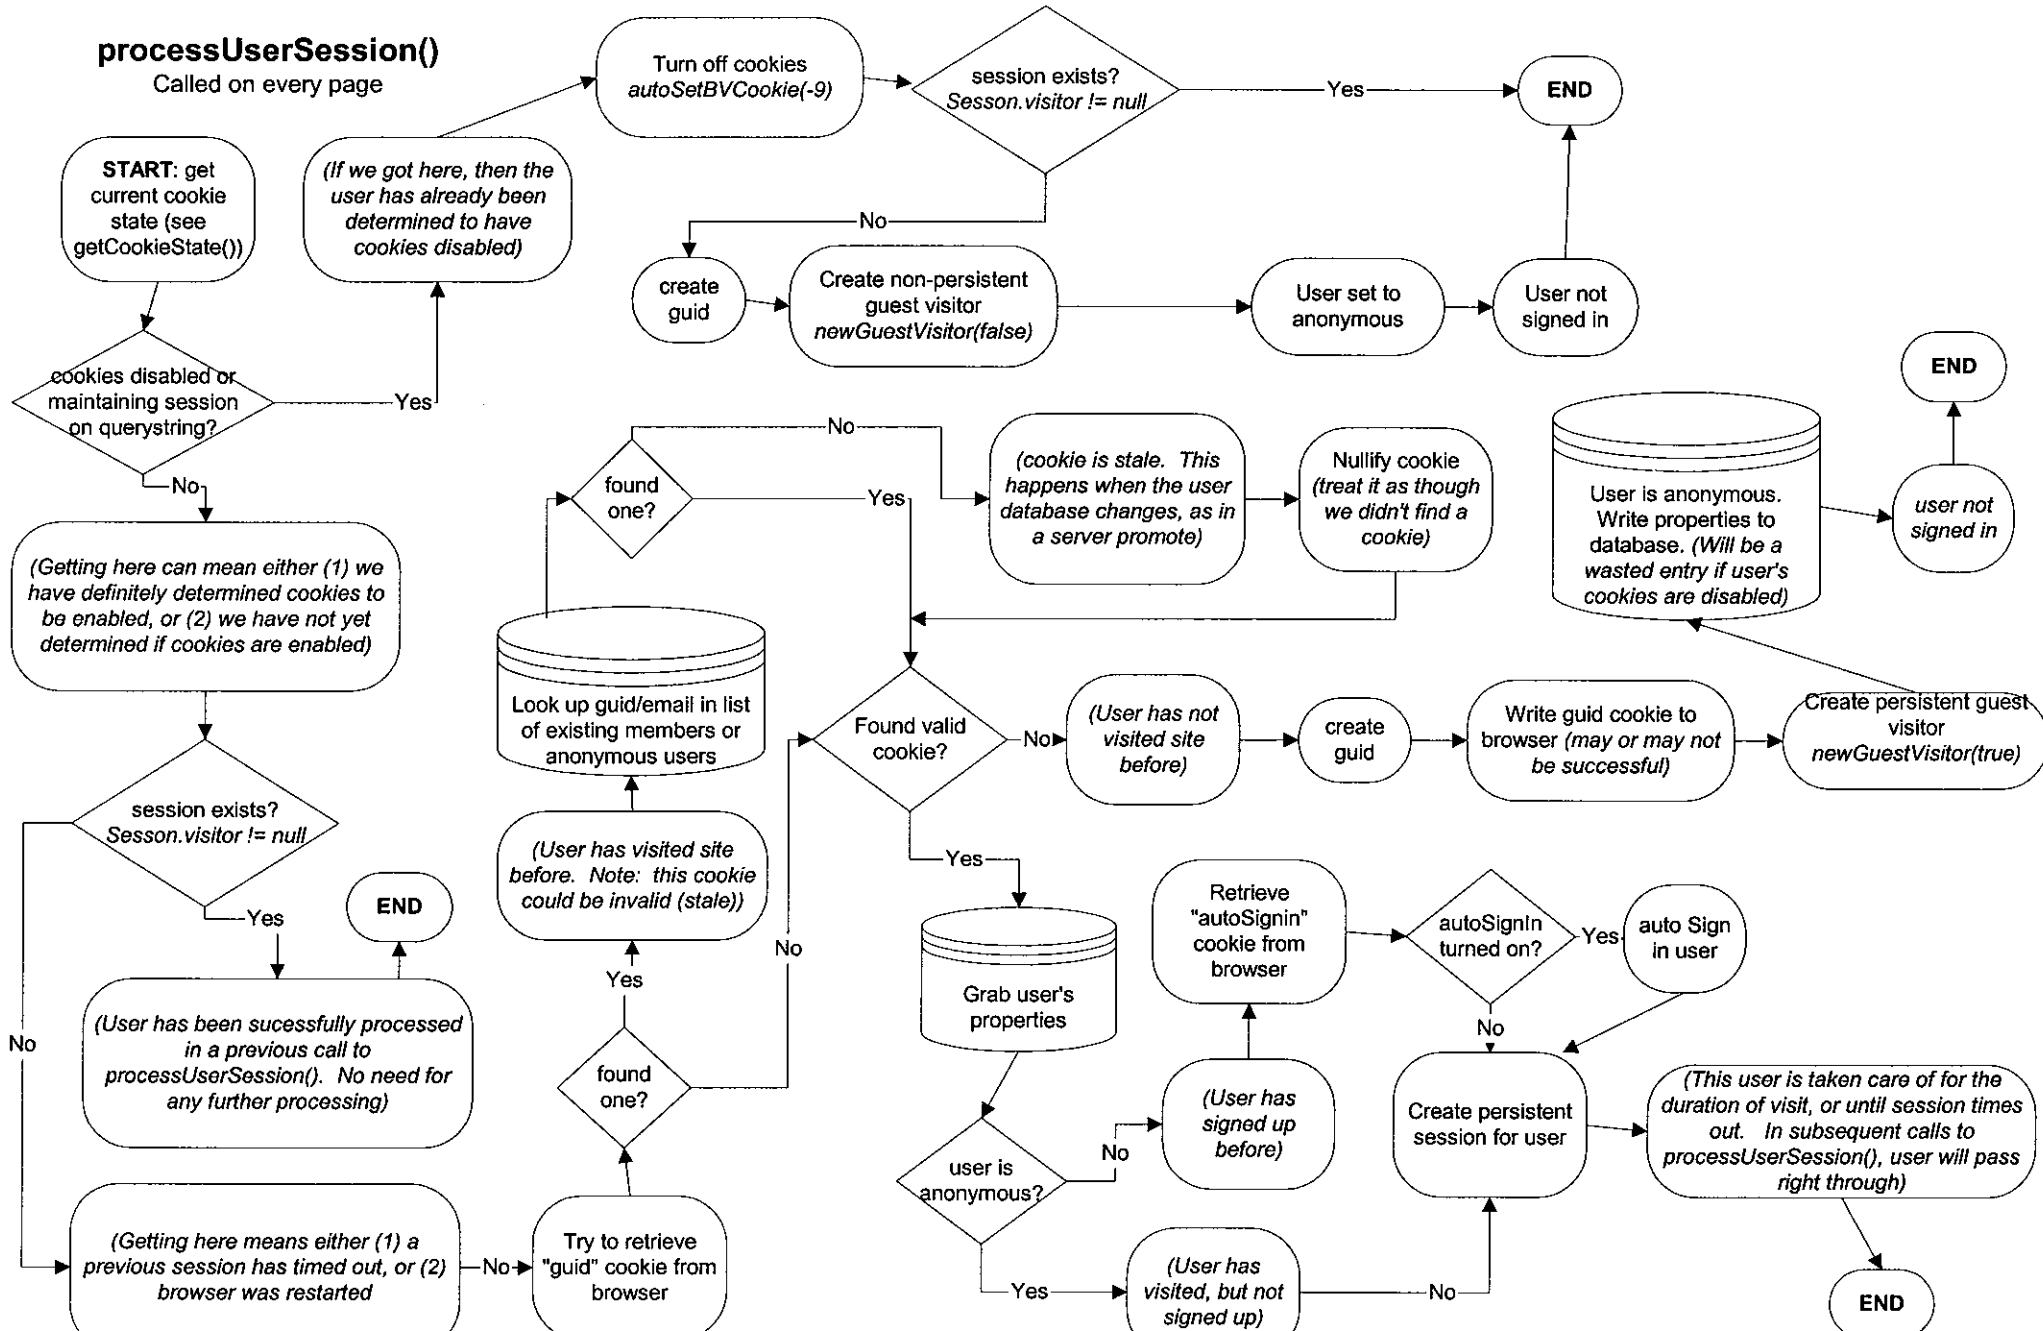 processUserSession()
Called on every page
Turn off cookies
autoSetBVCookie(-9)
session exists?
Sesson.visitor != null
Yes
END
START: get
current cookie
state (see
getCookieState())
(If we got here, then the
user has already been
determined to have
cookies disabled)
No
create
guid
Create non-persistent
guest visitor
newGuestVisitor(false)
User set to
anonymous
User not
signed in
cookies disabled or
maintaining session
on querystring?
Yes
No
END
found
one?
No
Yes
(cookie is stale. This
happens when the user
database changes, as in
a server promote)
Nullify cookie
(treat it as though
we didn't find a
cookie)
User is anonymous.
Write properties to
database. (Will be a
wasted entry if user's
cookies are disabled)
user not
signed in
(Getting here can mean either (1) we
have definitely determined cookies to
be enabled, or (2) we have not yet
determined if cookies are enabled)
Look up guid/email in list
of existing members or
anonymous users
Found valid
cookie?
No
(User has not
visited site
before)
create
guid
Write guid cookie to
browser (may or may not
be successful)
Create persistent guest
visitor
newGuestVisitor(true)
session exists?
Sesson.visitor != null
Yes
END
(User has visited site
before. Note: this cookie
could be invalid (stale))
No
Yes
Yes
Retrieve
"autoSignin"
cookie from
browser
autoSignIn
turned on?
Yes
auto Sign
in user
No
Grab user's
properties
No
(User has been sucessfully processed
in a previous call to
processUserSession(). No need for
any further processing)
found
one?
(User has
signed up
before)
Create persistent
session for user
(This user is taken care of for the
duration of visit, or until session times
out. In subsequent calls to
processUserSession(), user will pass
right through)
user is
anonymous?
No
(Getting here means either (1) a
previous session has timed out, or (2)
browser was restarted
No
Try to retrieve
"guid" cookie from
browser
Yes
(User has
visited, but not
signed up)
No
END